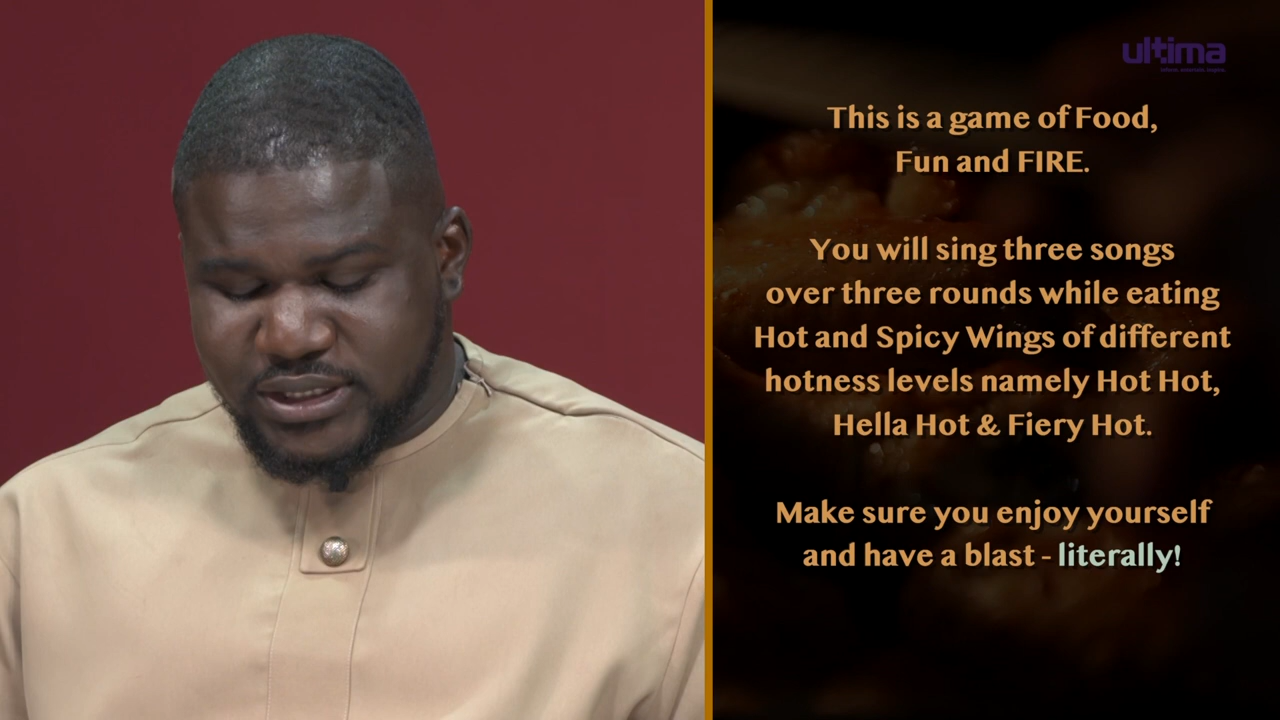 ultima
This is a game of Food,
Fun and FIRE.
You will sing three songs
over three rounds while eating
Hot and Spicy Wings of different
hotness levels namely Hot Hot,
Hella Hot & Fiery Hot.
Make sure you enjoy yourself
and have a blast - literally!